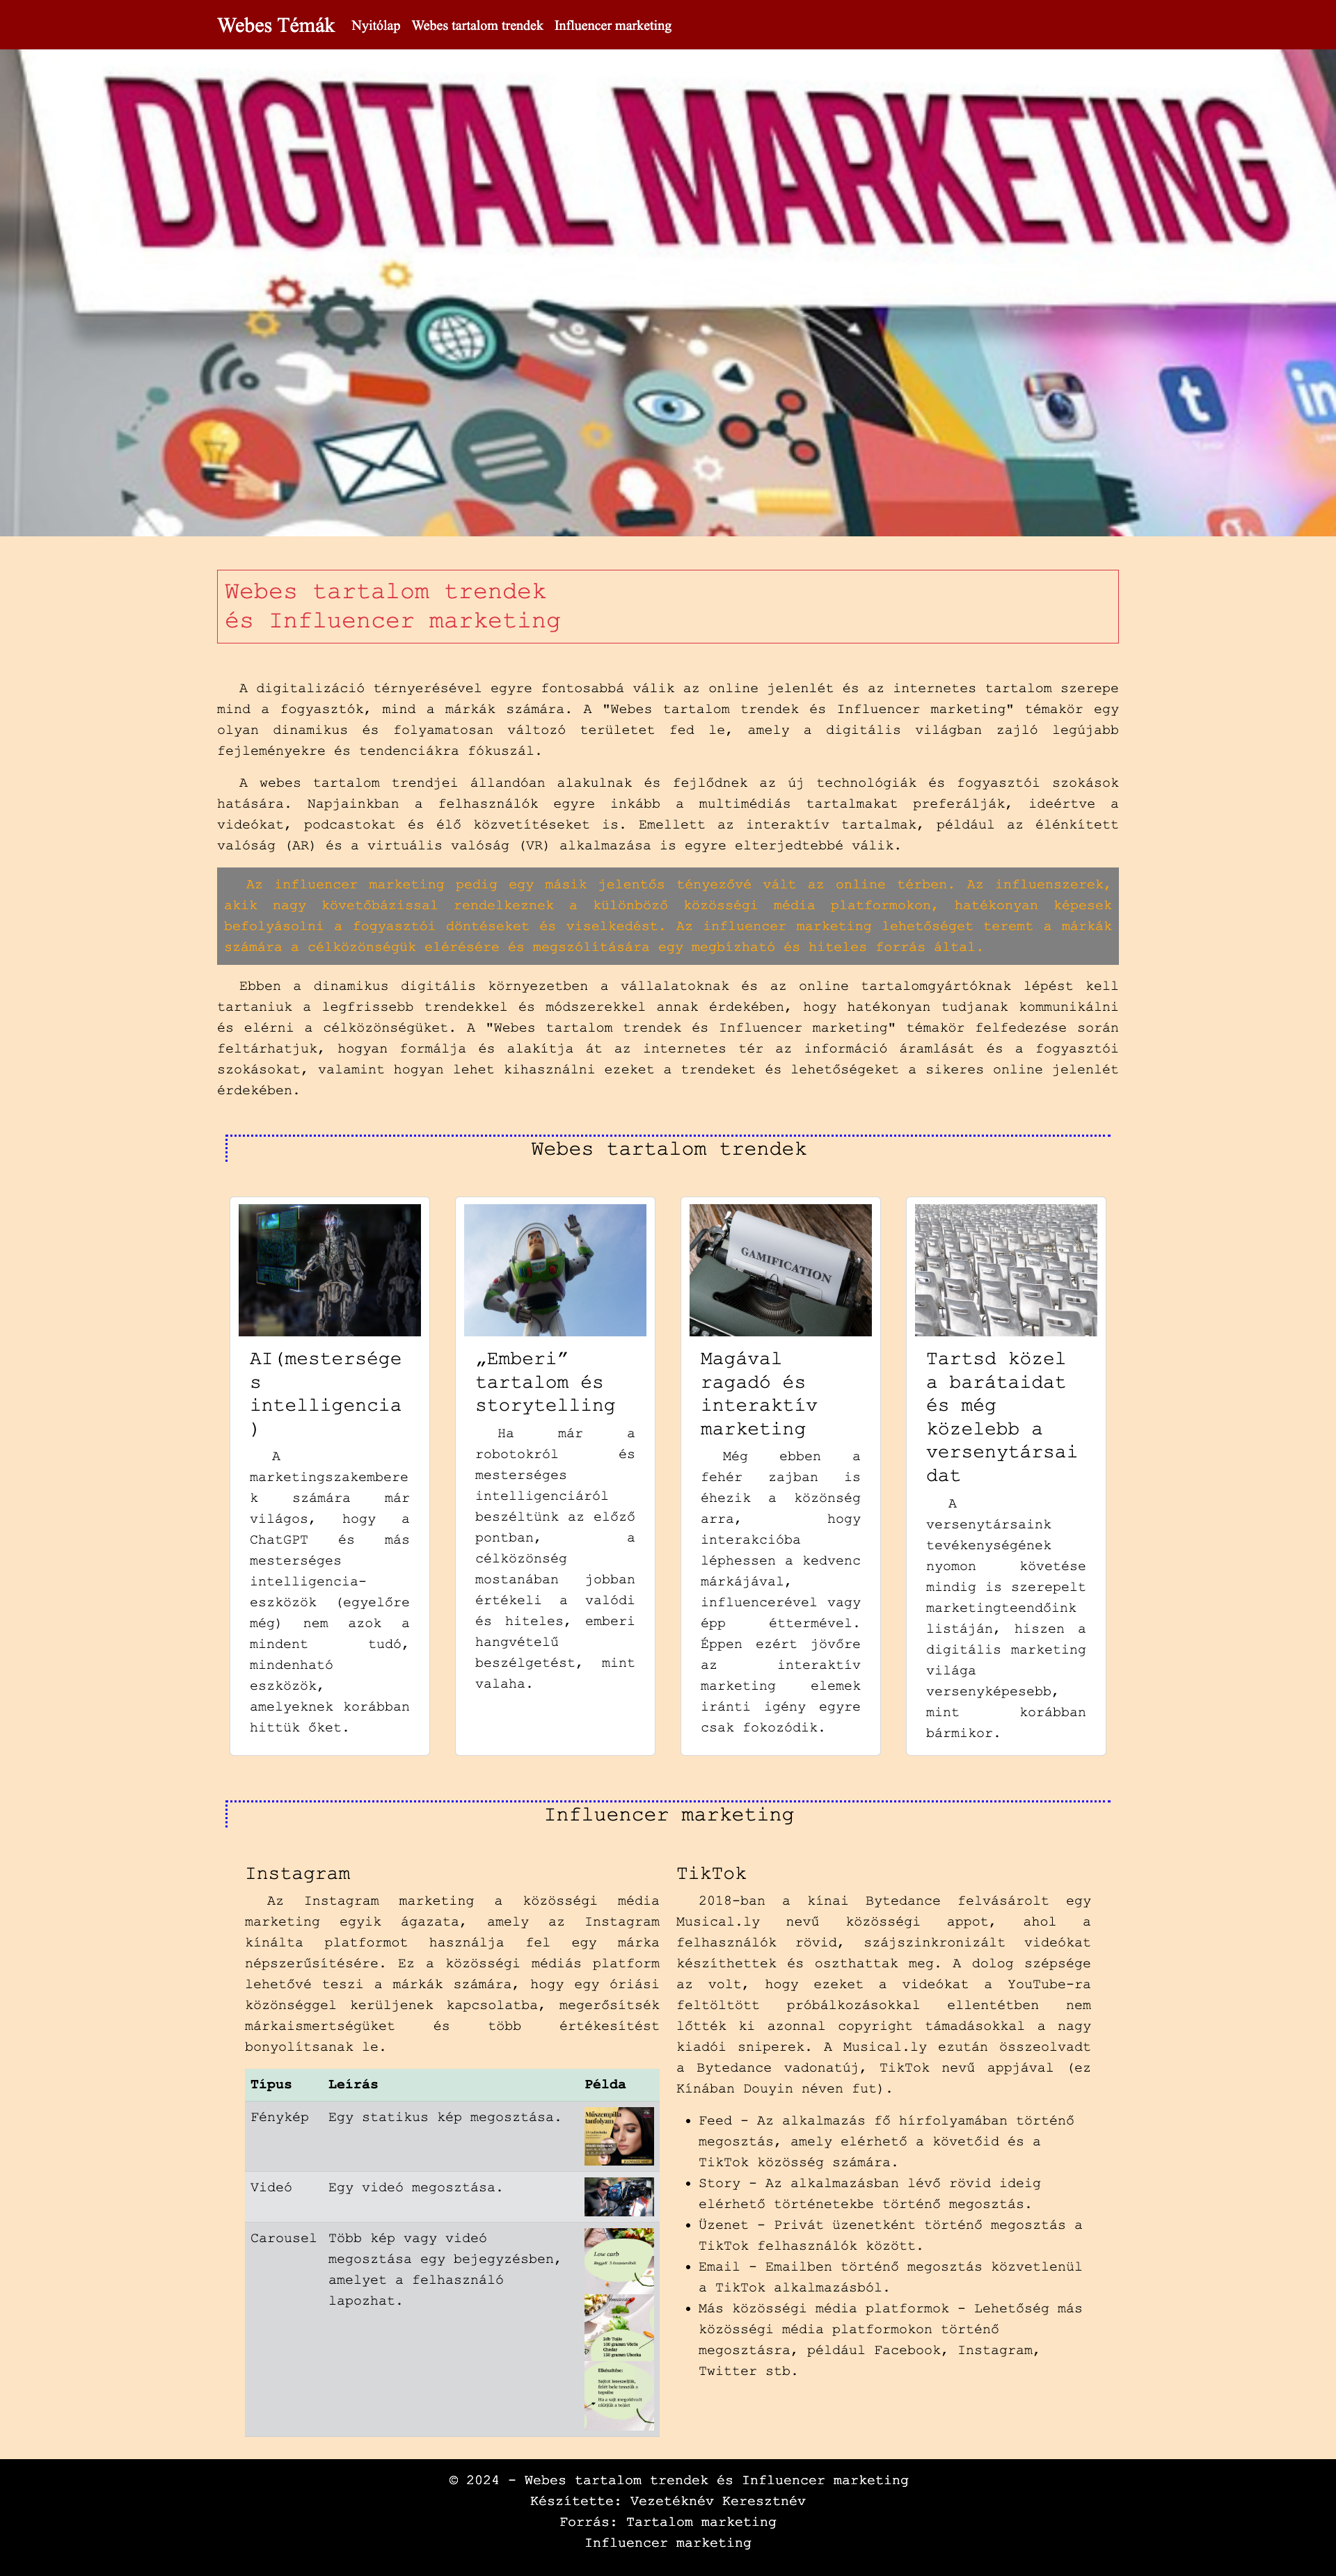 Webes Témák Nyitólap Webes tartalom trendek Influencer marketing
DIGITAL MARKETING
Webes tartalom trendek
és Influencer marketing
A digitalizáció térnyerésével egyre fontosabbá válik az online jelenlét és az internetes tartalom szerepe
mind a fogyasztók, mind a márkák számára. A "Webes tartalom trendek és Influencer marketing" témakör egy
olyan dinamikus és folyamatosan változó területet fed le, amely a digitális világban zajló legújabb
fejleményekre és tendenciákra fókuszál.
A webes tartalom trendjei állandóan alakulnak és fejlődnek az új technológiák és fogyasztói szokások
hatására. Napjainkban a felhasználók egyre inkább a multimédiás tartalmakat preferálják, ideértve a
videókat, podcastokat és élő közvetítéseket is. Emellett az interaktív tartalmak, például az élénkített
valóság (AR) és a virtuális valóság (VR) alkalmazása is egyre elterjedtebbé válik.
Az influencer marketing pedig egy másik jelentős tényezővé vált az online térben. Az influenszerek,
akik nagy követőbázissal rendelkeznek a különböző közösségi média platformokon, hatékonyan képesek
befolyásolni a fogyasztói döntéseket és viselkedést. Az influencer marketing lehetőséget teremt a márkák
számára a célközönségük elérésére és megszólítására egy megbízható és hiteles forrás által.
Ebben a dinamikus digitális környezetben a vállalatoknak és az online tartalomgyártóknak lépést kell
tartaniuk a legfrissebb trendekkel és módszerekkel annak érdekében, hogy hatékonyan tudjanak kommunikálni
és elérni a célközönségüket. A "Webes tartalom trendek és Influencer marketing" témakör felfedezése során
feltárhatjuk, hogyan formálja és alakítja át az internetes tér az információ áramlását és a fogyasztói
szokásokat, valamint hogyan lehet kihasználni ezeket a trendeket és lehetőségeket a sikeres online jelenlét
érdekében.
Webes tartalom trendek
AI(mestersége
s
intelligencia
)
A
marketingszakembere
k számára már
világos, hogy a
ChatGPT és más
mesterséges
intelligencia-
eszközök (egyelőre
még) nem azok a
mindent tudó,
mindenható
eszközök,
amelyeknek korábban
hittük őket.
„Emberi”
tartalom és
storytelling
Ha már a
robotokról és
mesterséges
intelligenciáról
beszéltünk az előző
pontban, a
célközönség
mostanában jobban
értékeli a valódi
és hiteles, emberi
hangvételű
beszélgetést, mint
valaha.
GAMIFICATION
Magával
ragadó és
interaktív
marketing
Még ebben a
fehér zajban is
éhezik a közönség
arra, hogy
interakcióba
léphessen a kedvenc
márkájával,
influencerével vagy
épp éttermével.
Éppen ezért jövőre
az interaktív
marketing elemek
iránti igény egyre
csak fokozódik.
Tartsd közel
a barátaidat
és még
közelebb a
versenytársai
dat
A
versenytársaink
tevékenységének
nyomon követése
mindig is szerepelt
marketingteendőink
listáján, hiszen a
digitális marketing
világa
versenyképesebb,
mint korábban
bármikor.
Influencer marketing
Instagram
Az Instagram marketing a közösségi média
marketing egyik ágazata, amely az Instagram
kínálta platformot használja fel egy márka
népszerűsítésére. Ez a közösségi médiás platform
lehetővé teszi a márkák számára, hogy egy óriási
közönséggel kerüljenek kapcsolatba, megerősítsék
márkaismertségüket és több értékesítést
bonyolítsanak le.
Típus Leírás Példa
Fénykép Egy statikus kép megosztása.
Műszempilla
tanfolyam
Videó Egy videó megosztása.
Carousel Több kép vagy videó
megosztása egy bejegyzésben,
amelyet a felhasználó
lapozhat.
Low carb
TikTok
2018-ban a kínai Bytedance felvásárolt egy
Musical.ly nevű közösségi appot, ahol a
felhasználók rövid, szájszinkronizált videókat
készíthettek és oszthattak meg. A dolog szépsége
az volt, hogy ezeket a videókat a YouTube-ra
feltöltött próbálkozásokkal ellentétben nem
lőtték ki azonnal copyright támadásokkal a nagy
kiadói sniperek. A Musical.ly ezután összeolvadt
a Bytedance vadonatúj, TikTok nevű appjával (ez
Kínában Douyin néven fut).
• Feed - Az alkalmazás fő hírfolyamában történő
megosztás, amely elérhető a követőid és a
TikTok közösség számára.
• Story - Az alkalmazásban lévő rövid ideig
elérhető történetekbe történő megosztás.
• Üzenet - Privát üzenetként történő megosztás a
TikTok felhasználók között.
• Email - Emailben történő megosztás közvetlenül
a TikTok alkalmazásból.
• Más közösségi média platformok - Lehetőség más
közösségi média platformokon történő
megosztásra, például Facebook, Instagram,
Twitter stb.
© 2024 - Webes tartalom trendek és Influencer marketing
Készítette: Vezetéknév Keresztnév
Forrás: Tartalom marketing
Influencer marketing